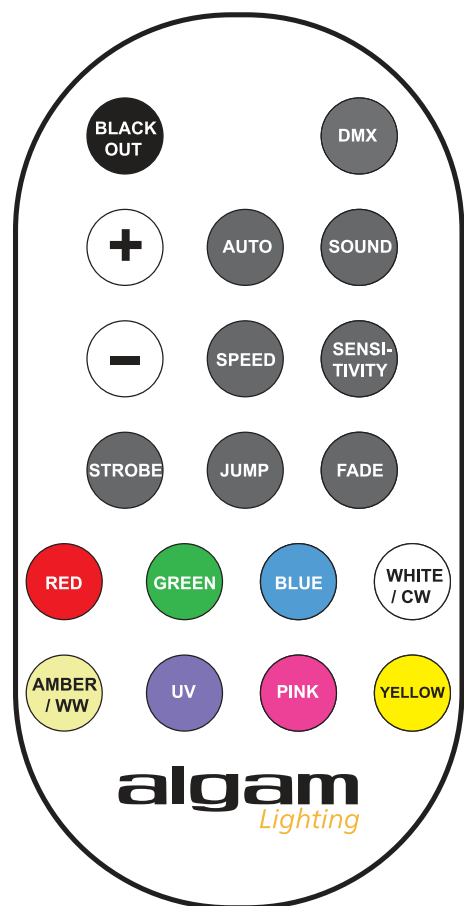 BLACK
OUT
DMX
+
AUTO
SOUND
–
SPEED
SENSI-
TIVITY
STROBE
JUMP
FADE
RED
GREEN
BLUE
WHITE
/ CW
AMBER
/ WW
UV
PINK
YELLOW
algam
Lighting